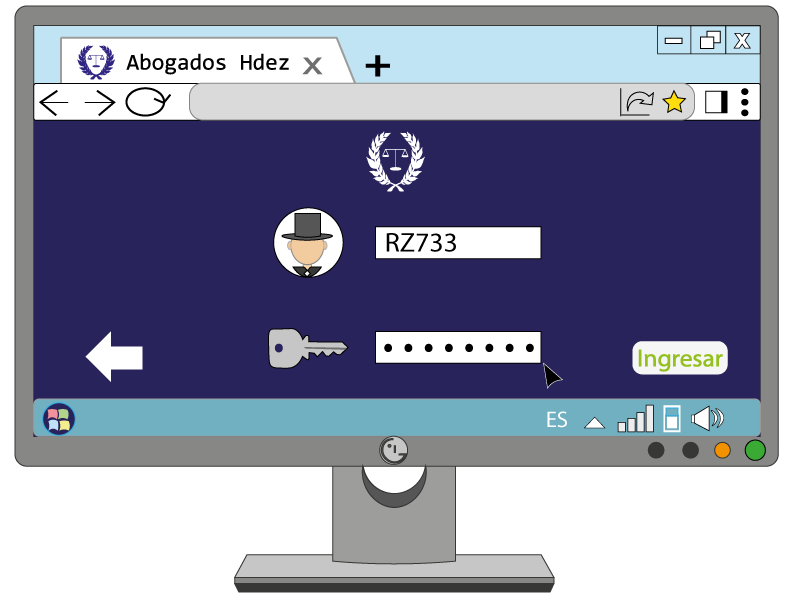 Abogados Hdez X
X
RZ733
Ingresar
ES